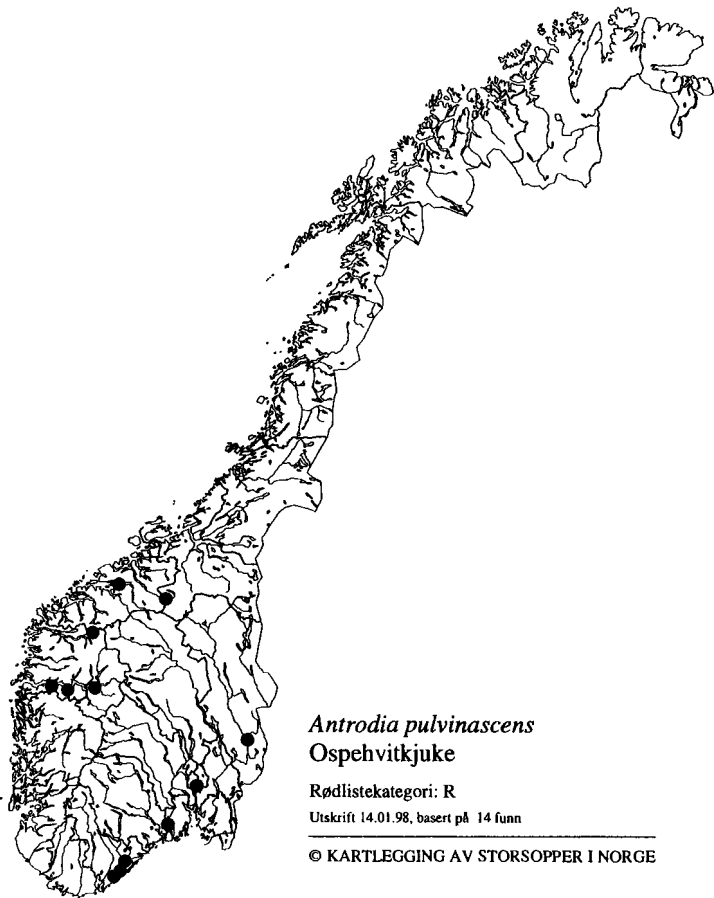 Antrodia pulvinascens
Ospehvitkjuke
Rødlistekategori: R
Utskrift 14.01.98, basert på 14 funn
© KARTLEGGING AV STORSOPPER I NORGE